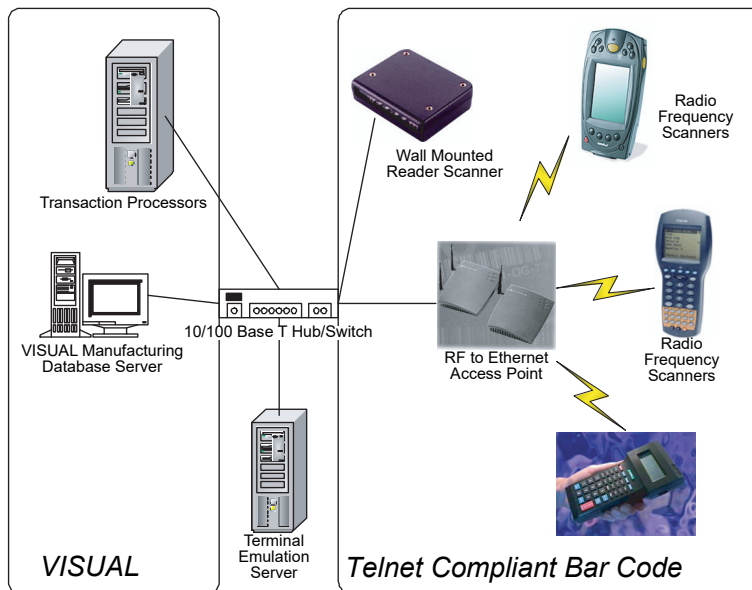 Transaction Processors
Wall Mounted
Reader Scanner
Radio
Frequency
Scanners
VISUAL Manufacturing
Database Server
10/100 Base T Hub/Switch
RF to Ethernet
Access Point
Radio
Frequency
Scanners
Terminal
Emulation
Server
VISUAL
Telnet Compliant Bar Code